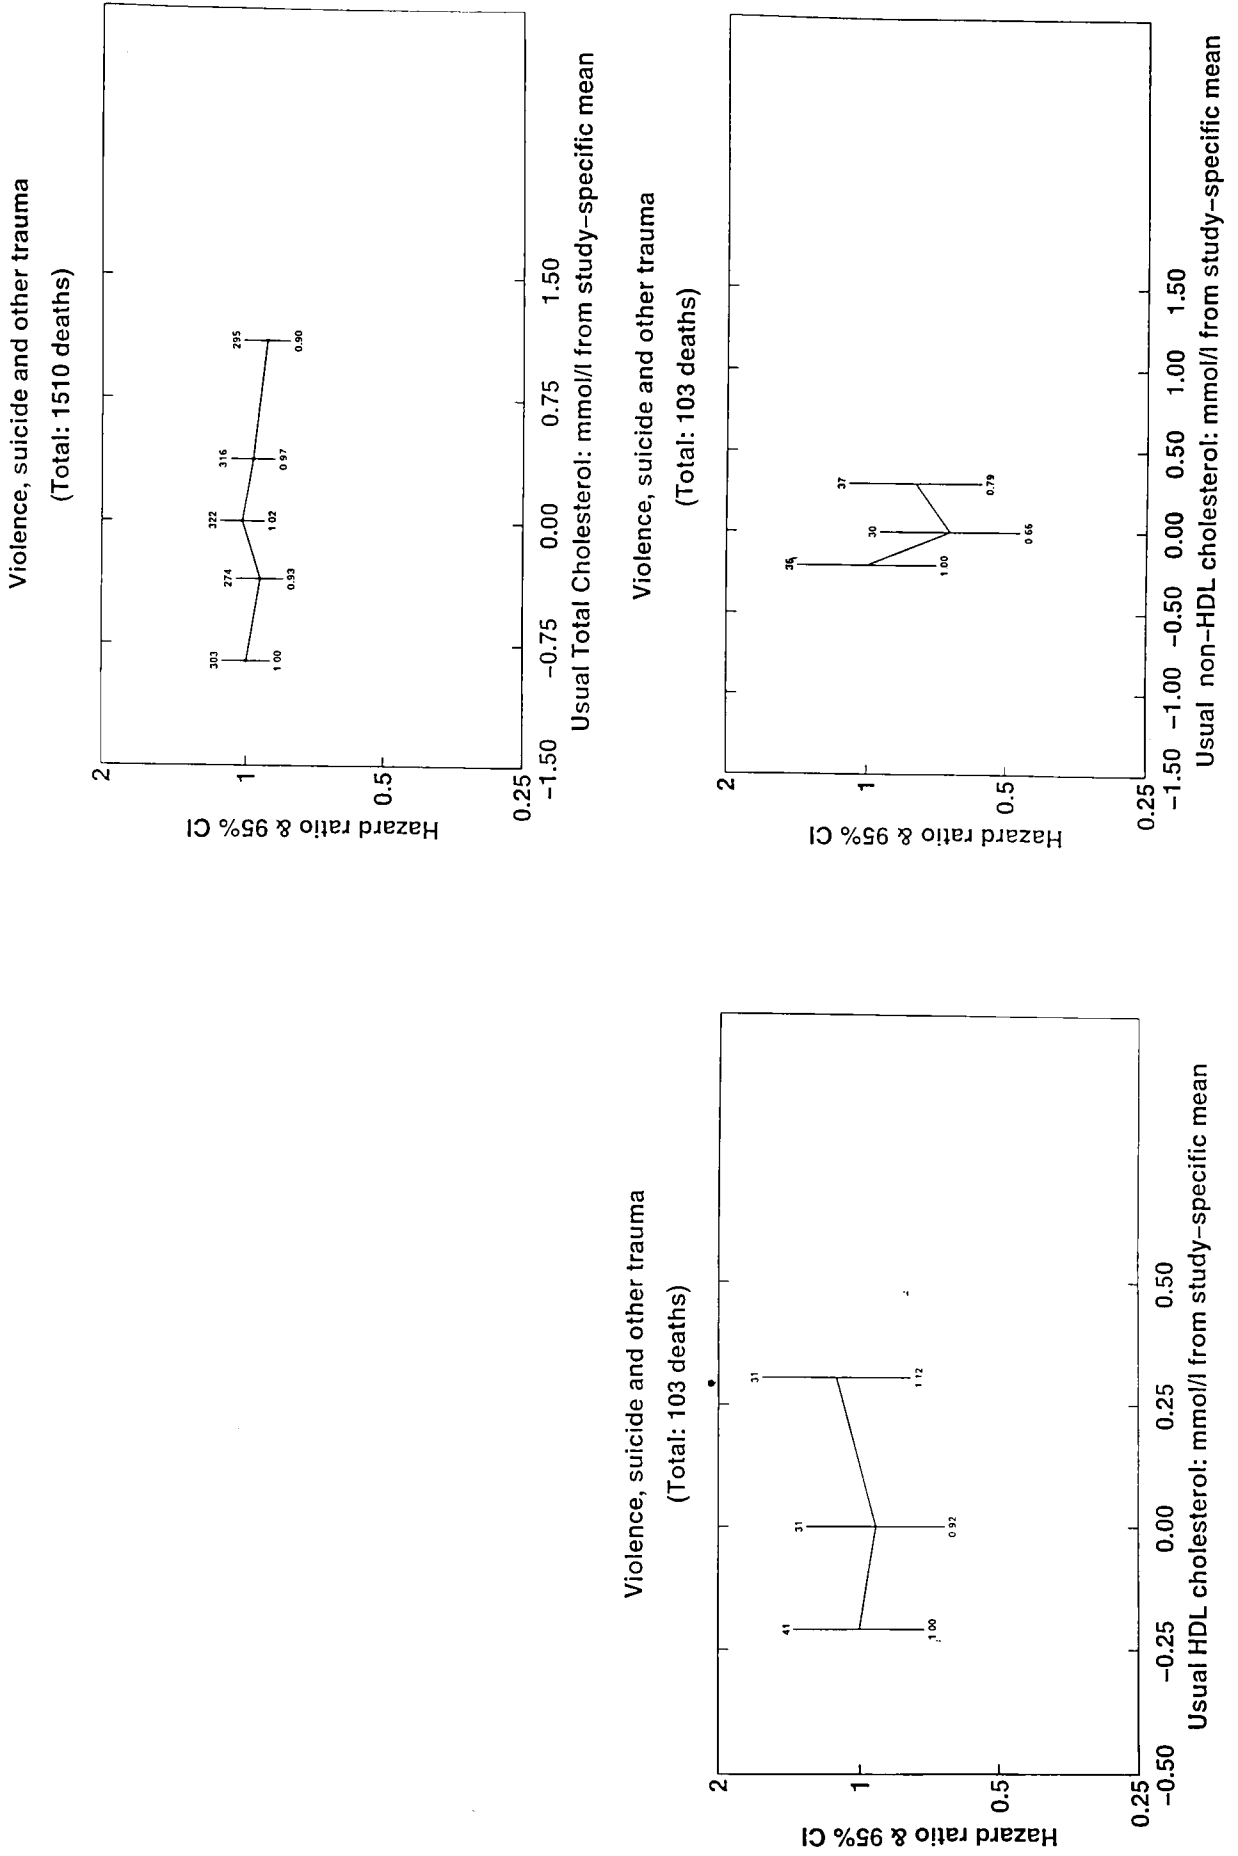 Violence, suicide and other trauma
(Total: 1510 deaths)
Hazard ratio & 95% CI
2
1
0.5
0.25
303
274
322
316
295
1.00
0.93
1.02
0.97
0.90
−1.50 −0.75 0.00 0.75 1.50
Usual Total Cholesterol: mmol/l from study−specific mean
Violence, suicide and other trauma
(Total: 103 deaths)
Hazard ratio & 95% CI
2
1
0.5
0.25
41
31
31
1.00
0.92
1.12
−0.50 −0.25 0.00 0.25 0.50
Usual HDL cholesterol: mmol/l from study−specific mean
Violence, suicide and other trauma
(Total: 103 deaths)
Hazard ratio & 95% CI
2
1
0.5
0.25
36
30
37
1.00
0.66
0.79
−1.50 −1.00 −0.50 0.00 0.50 1.00 1.50
Usual non−HDL cholesterol: mmol/l from study−specific mean